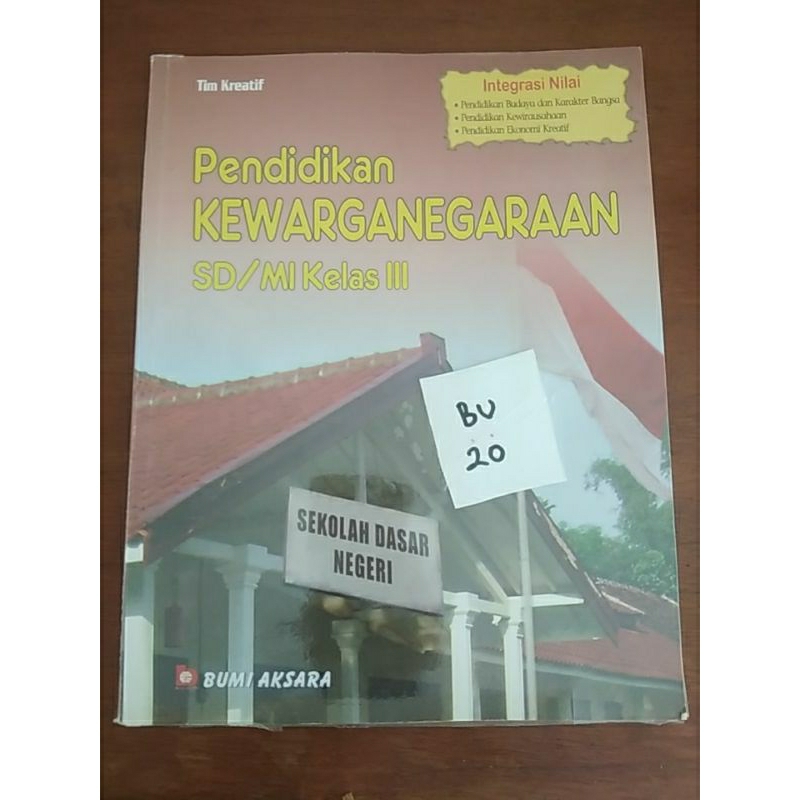 Tim Kreatif
Integrasi Nilai
• Pendidikan Budaya dan Karakter Bangsa
• Pendidikan Kewirausahaan
• Pendidikan Ekonomi Kreatif
Pendidikan
KEWARGANEGARAAN
SD/MI Kelas III
BU
20
SEKOLAH DASAR
NEGERI
BUMI AKSARA